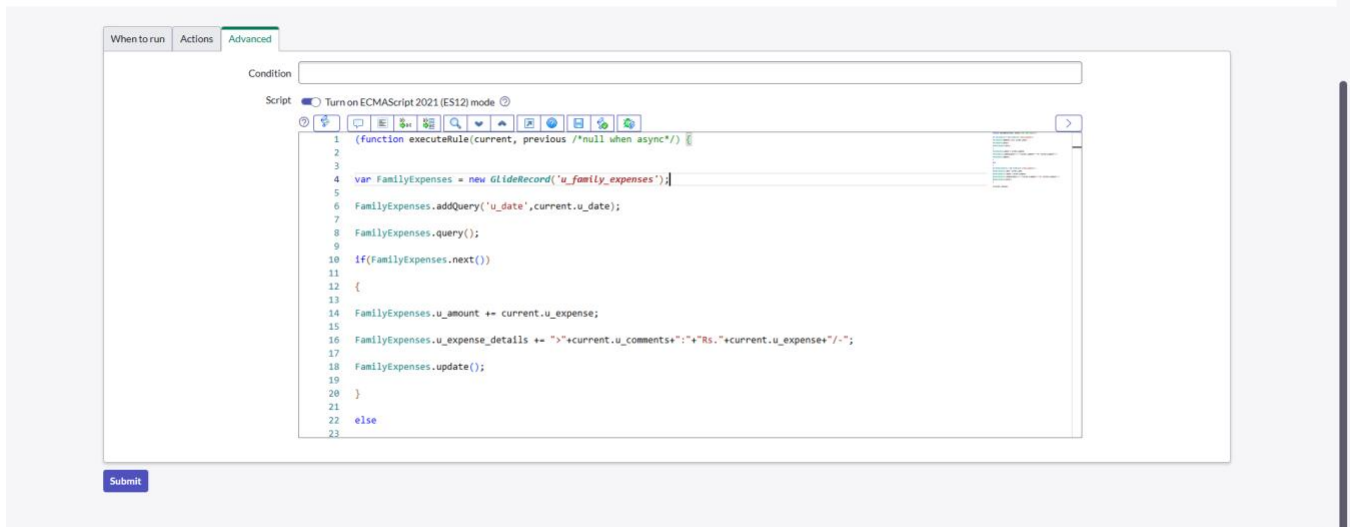 When to run Actions Advanced
Condition
Script Turn on ECMAScript 2021 (ES12) mode
1 (function executeRule(current, previous /*null when async*/) {
2
3
4 var FamilyExpenses = new GlideRecord('u_family_expenses');
5
6 FamilyExpenses.addQuery('u_date',current.u_date);
7
8 FamilyExpenses.query();
9
10 if(FamilyExpenses.next())
11
12 {
13
14 FamilyExpenses.u_amount += current.u_expense;
15
16 FamilyExpenses.u_expense_details += ">"+current.u_comments+":"+"Rs."+current.u_expense+"/-";
17
18 FamilyExpenses.update();
19
20 }
21
22 else
23
Submit